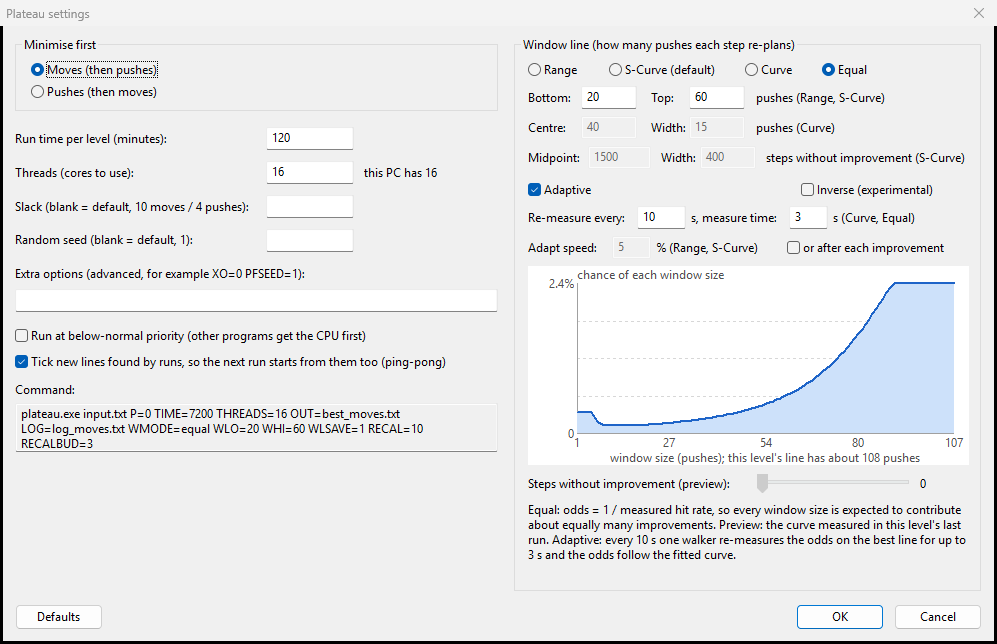 Plateau settings
Minimise first
Moves (then pushes)
Pushes (then moves)
Run time per level (minutes): 120
Threads (cores to use): 16 this PC has 16
Slack (blank = default, 10 moves / 4 pushes):
Random seed (blank = default, 1):
Extra options (advanced, for example XO=0 PFSEED=1):
Run at below-normal priority (other programs get the CPU first)
Tick new lines found by runs, so the next run starts from them too (ping-pong)
Command:
plateau.exe input.txt P=0 TIME=7200 THREADS=16 OUT=best_moves.txt
LOG=log_moves.txt WMODE=equal WLO=20 WHI=60 WLSAVE=1 RECAL=10
RECALBUD=3
Window line (how many pushes each step re-plans)
Range S-Curve (default) Curve Equal
Bottom: 20 Top: 60 pushes (Range, S-Curve)
Centre: 40 Width: 15 pushes (Curve)
Midpoint: 1500 Width: 400 steps without improvement (S-Curve)
Adaptive Inverse (experimental)
Re-measure every: 10 s, measure time: 3 s (Curve, Equal)
Adapt speed: 5 % (Range, S-Curve) or after each improvement
chance of each window size
2.4%
0
1 27 54 80 107
window size (pushes); this level's line has about 108 pushes
Steps without improvement (preview): 0
Equal: odds = 1 / measured hit rate, so every window size is expected to contribute
about equally many improvements. Preview: the curve measured in this level's last
run. Adaptive: every 10 s one walker re-measures the odds on the best line for up to
3 s and the odds follow the fitted curve.
Defaults OK Cancel